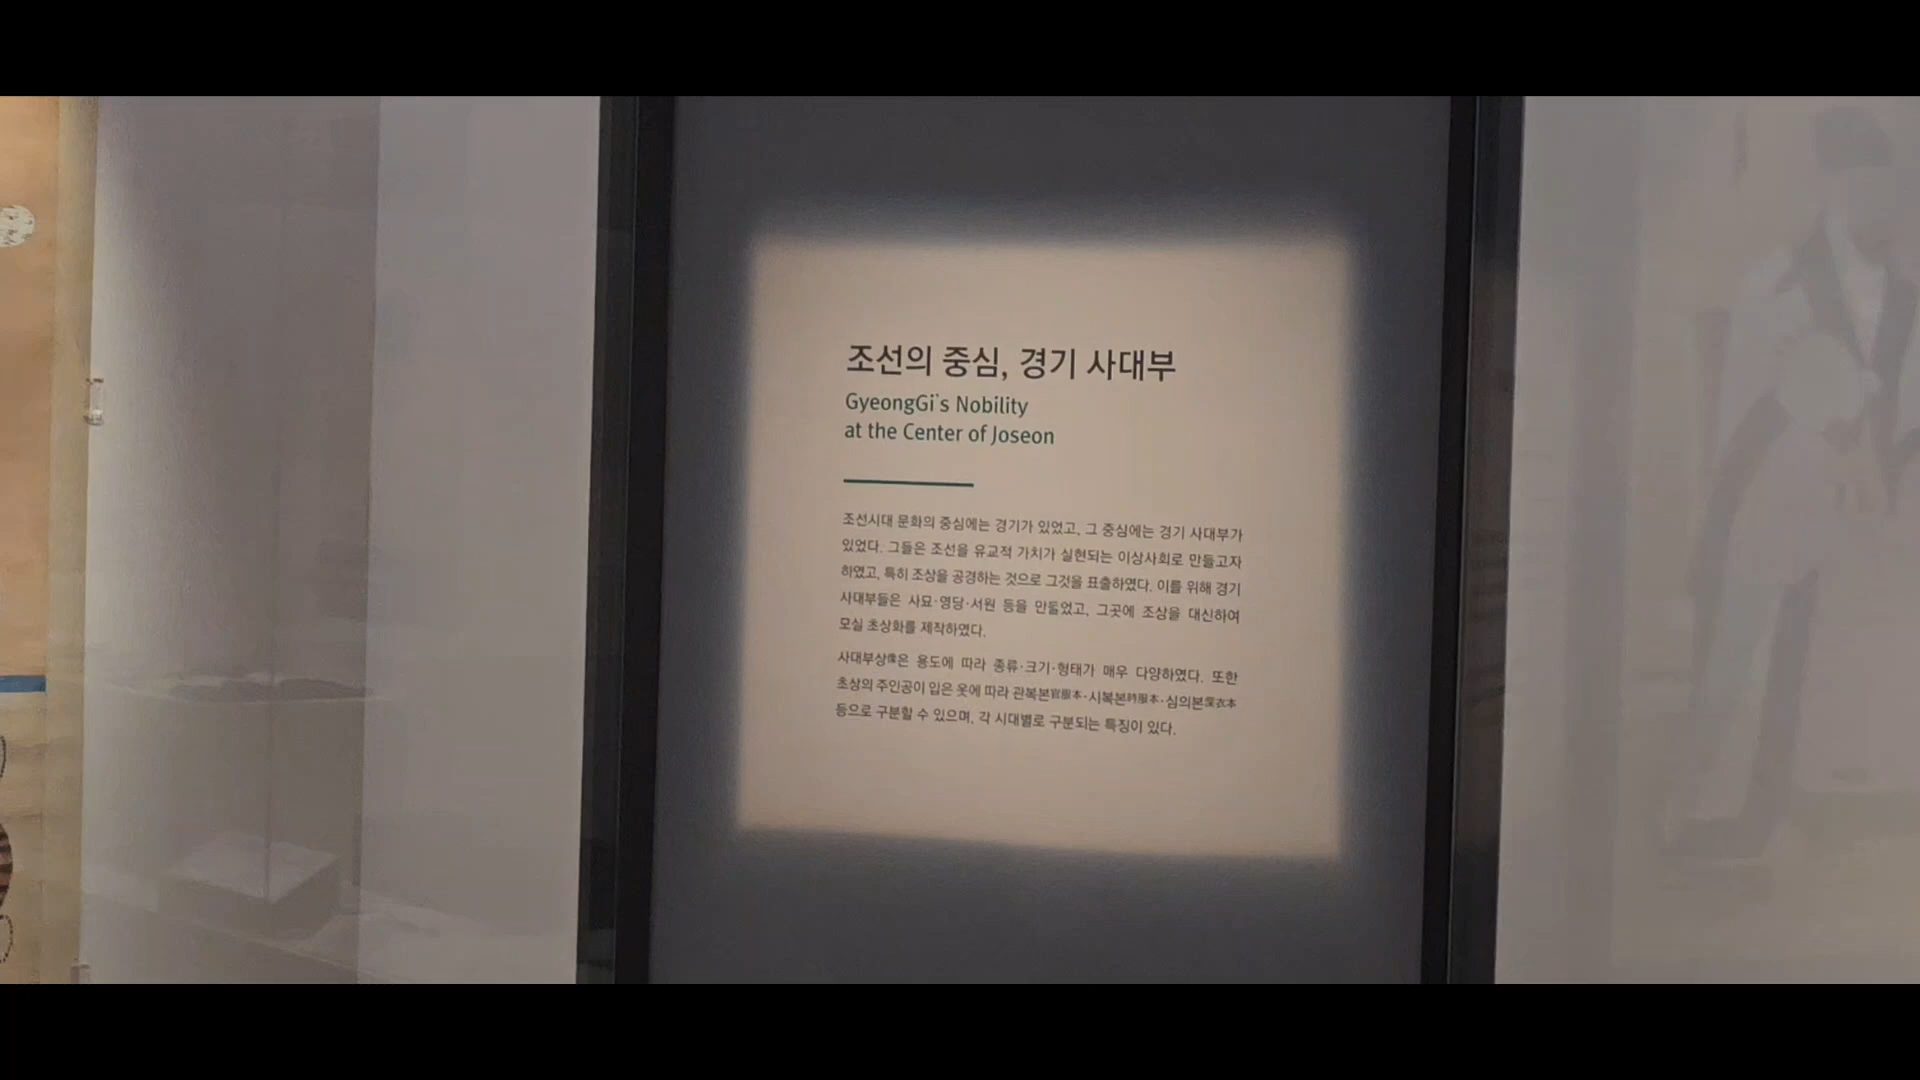 조선의 중심, 경기 사대부
GyeongGi's Nobility
at the Center of Joseon
조선시대 문화의 중심에는 경기가 있었고, 그 중심에는 경기 사대부가
있었다. 그들은 조선을 유교적 가치가 실현되는 이상사회로 만들고자
하였고, 특히 조상을 공경하는 것으로 그것을 표출하였다. 이를 위해 경기
사대부들은 사묘·영당·서원 등을 만들었고, 그곳에 조상을 대신하여
모실 초상화를 제작하였다.
사대부상像은 용도에 따라 종류·크기·형태가 매우 다양하였다. 또한
초상의 주인공이 입은 옷에 따라 관복본官服本·시복본時服本·심의본深衣本
등으로 구분할 수 있으며, 각 시대별로 구분되는 특징이 있다.